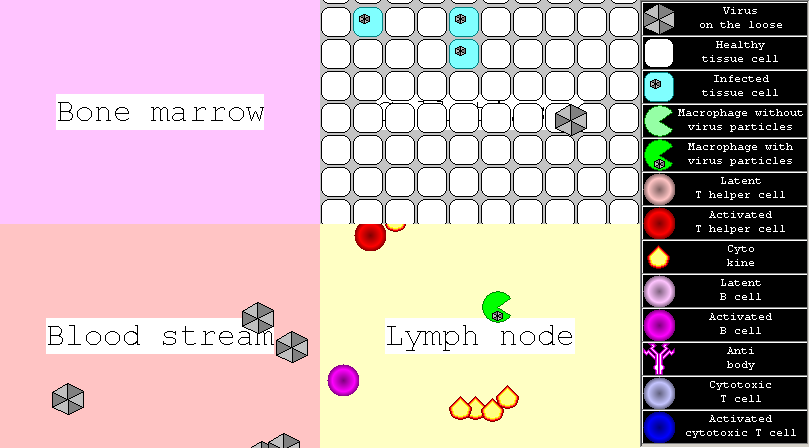 Bone marrow
Blood stream
Lymph node
Virus
on the loose
Healthy
tissue cell
Infected
tissue cell
Macrophage without
virus particles
Macrophage with
virus particles
Latent
T helper cell
Activated
T helper cell
Cyto
kine
Latent
B cell
Activated
B cell
Anti
body
Cytotoxic
T cell
Activated
cytotoxic T cell